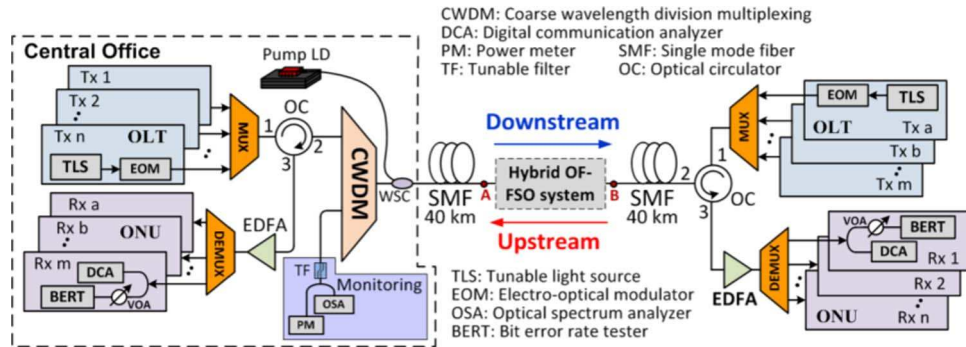 CWDM: Coarse wavelength division multiplexing
DCA: Digital communication analyzer
PM: Power meter SMF: Single mode fiber
TF: Tunable filter OC: Optical circulator
Central Office
Pump LD
Tx 1
Tx 2
Tx n OLT
TLS EOM
MUX
OC
1 2
3
CWDM
WSC
Rx a
Rx b ONU
Rx m
DCA
BERT
VOA
DEMUX
EDFA
TF Monitoring
OSA
PM
SMF
40 km
A
Downstream
Hybrid OF-
FSO system
Upstream
B
SMF
40 km
EOM TLS
OLT Tx a
Tx b
Tx m
MUX
1
2 OC
3
EDFA
DEMUX
VOA BERT
DCA
Rx 1
Rx 2
ONU Rx n
TLS: Tunable light source
EOM: Electro-optical modulator
OSA: Optical spectrum analyzer
BERT: Bit error rate tester